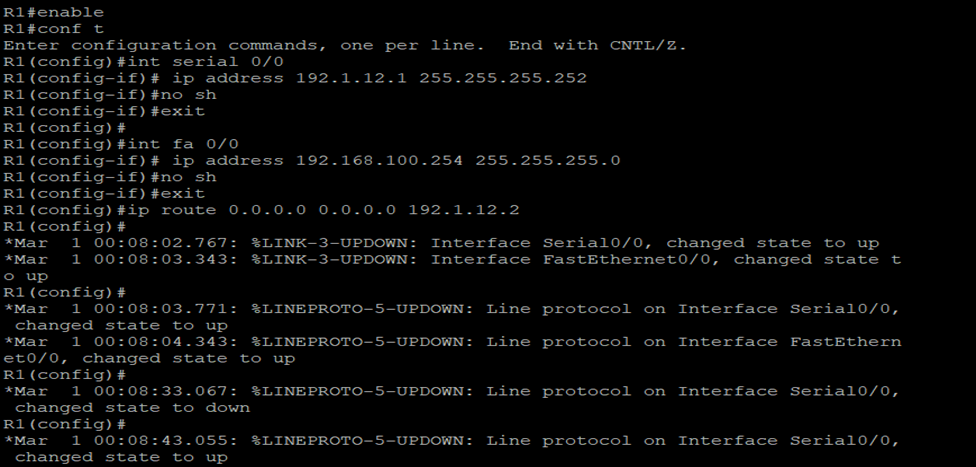 R1#enable
R1#conf t
Enter configuration commands, one per line.  End with CNTL/Z.
R1(config)#int serial 0/0
R1(config-if)# ip address 192.1.12.1 255.255.255.252
R1(config-if)#no sh
R1(config-if)#exit
R1(config)#
R1(config)#int fa 0/0
R1(config-if)# ip address 192.168.100.254 255.255.255.0
R1(config-if)#no sh
R1(config-if)#exit
R1(config)#ip route 0.0.0.0 0.0.0.0 192.1.12.2
R1(config)#
*Mar  1 00:08:02.767: %LINK-3-UPDOWN: Interface Serial0/0, changed state to up
*Mar  1 00:08:03.343: %LINK-3-UPDOWN: Interface FastEthernet0/0, changed state t
o up
R1(config)#
*Mar  1 00:08:03.771: %LINEPROTO-5-UPDOWN: Line protocol on Interface Serial0/0,
 changed state to up
*Mar  1 00:08:04.343: %LINEPROTO-5-UPDOWN: Line protocol on Interface FastEthern
et0/0, changed state to up
R1(config)#
*Mar  1 00:08:33.067: %LINEPROTO-5-UPDOWN: Line protocol on Interface Serial0/0,
 changed state to down
R1(config)#
*Mar  1 00:08:43.055: %LINEPROTO-5-UPDOWN: Line protocol on Interface Serial0/0,
 changed state to up